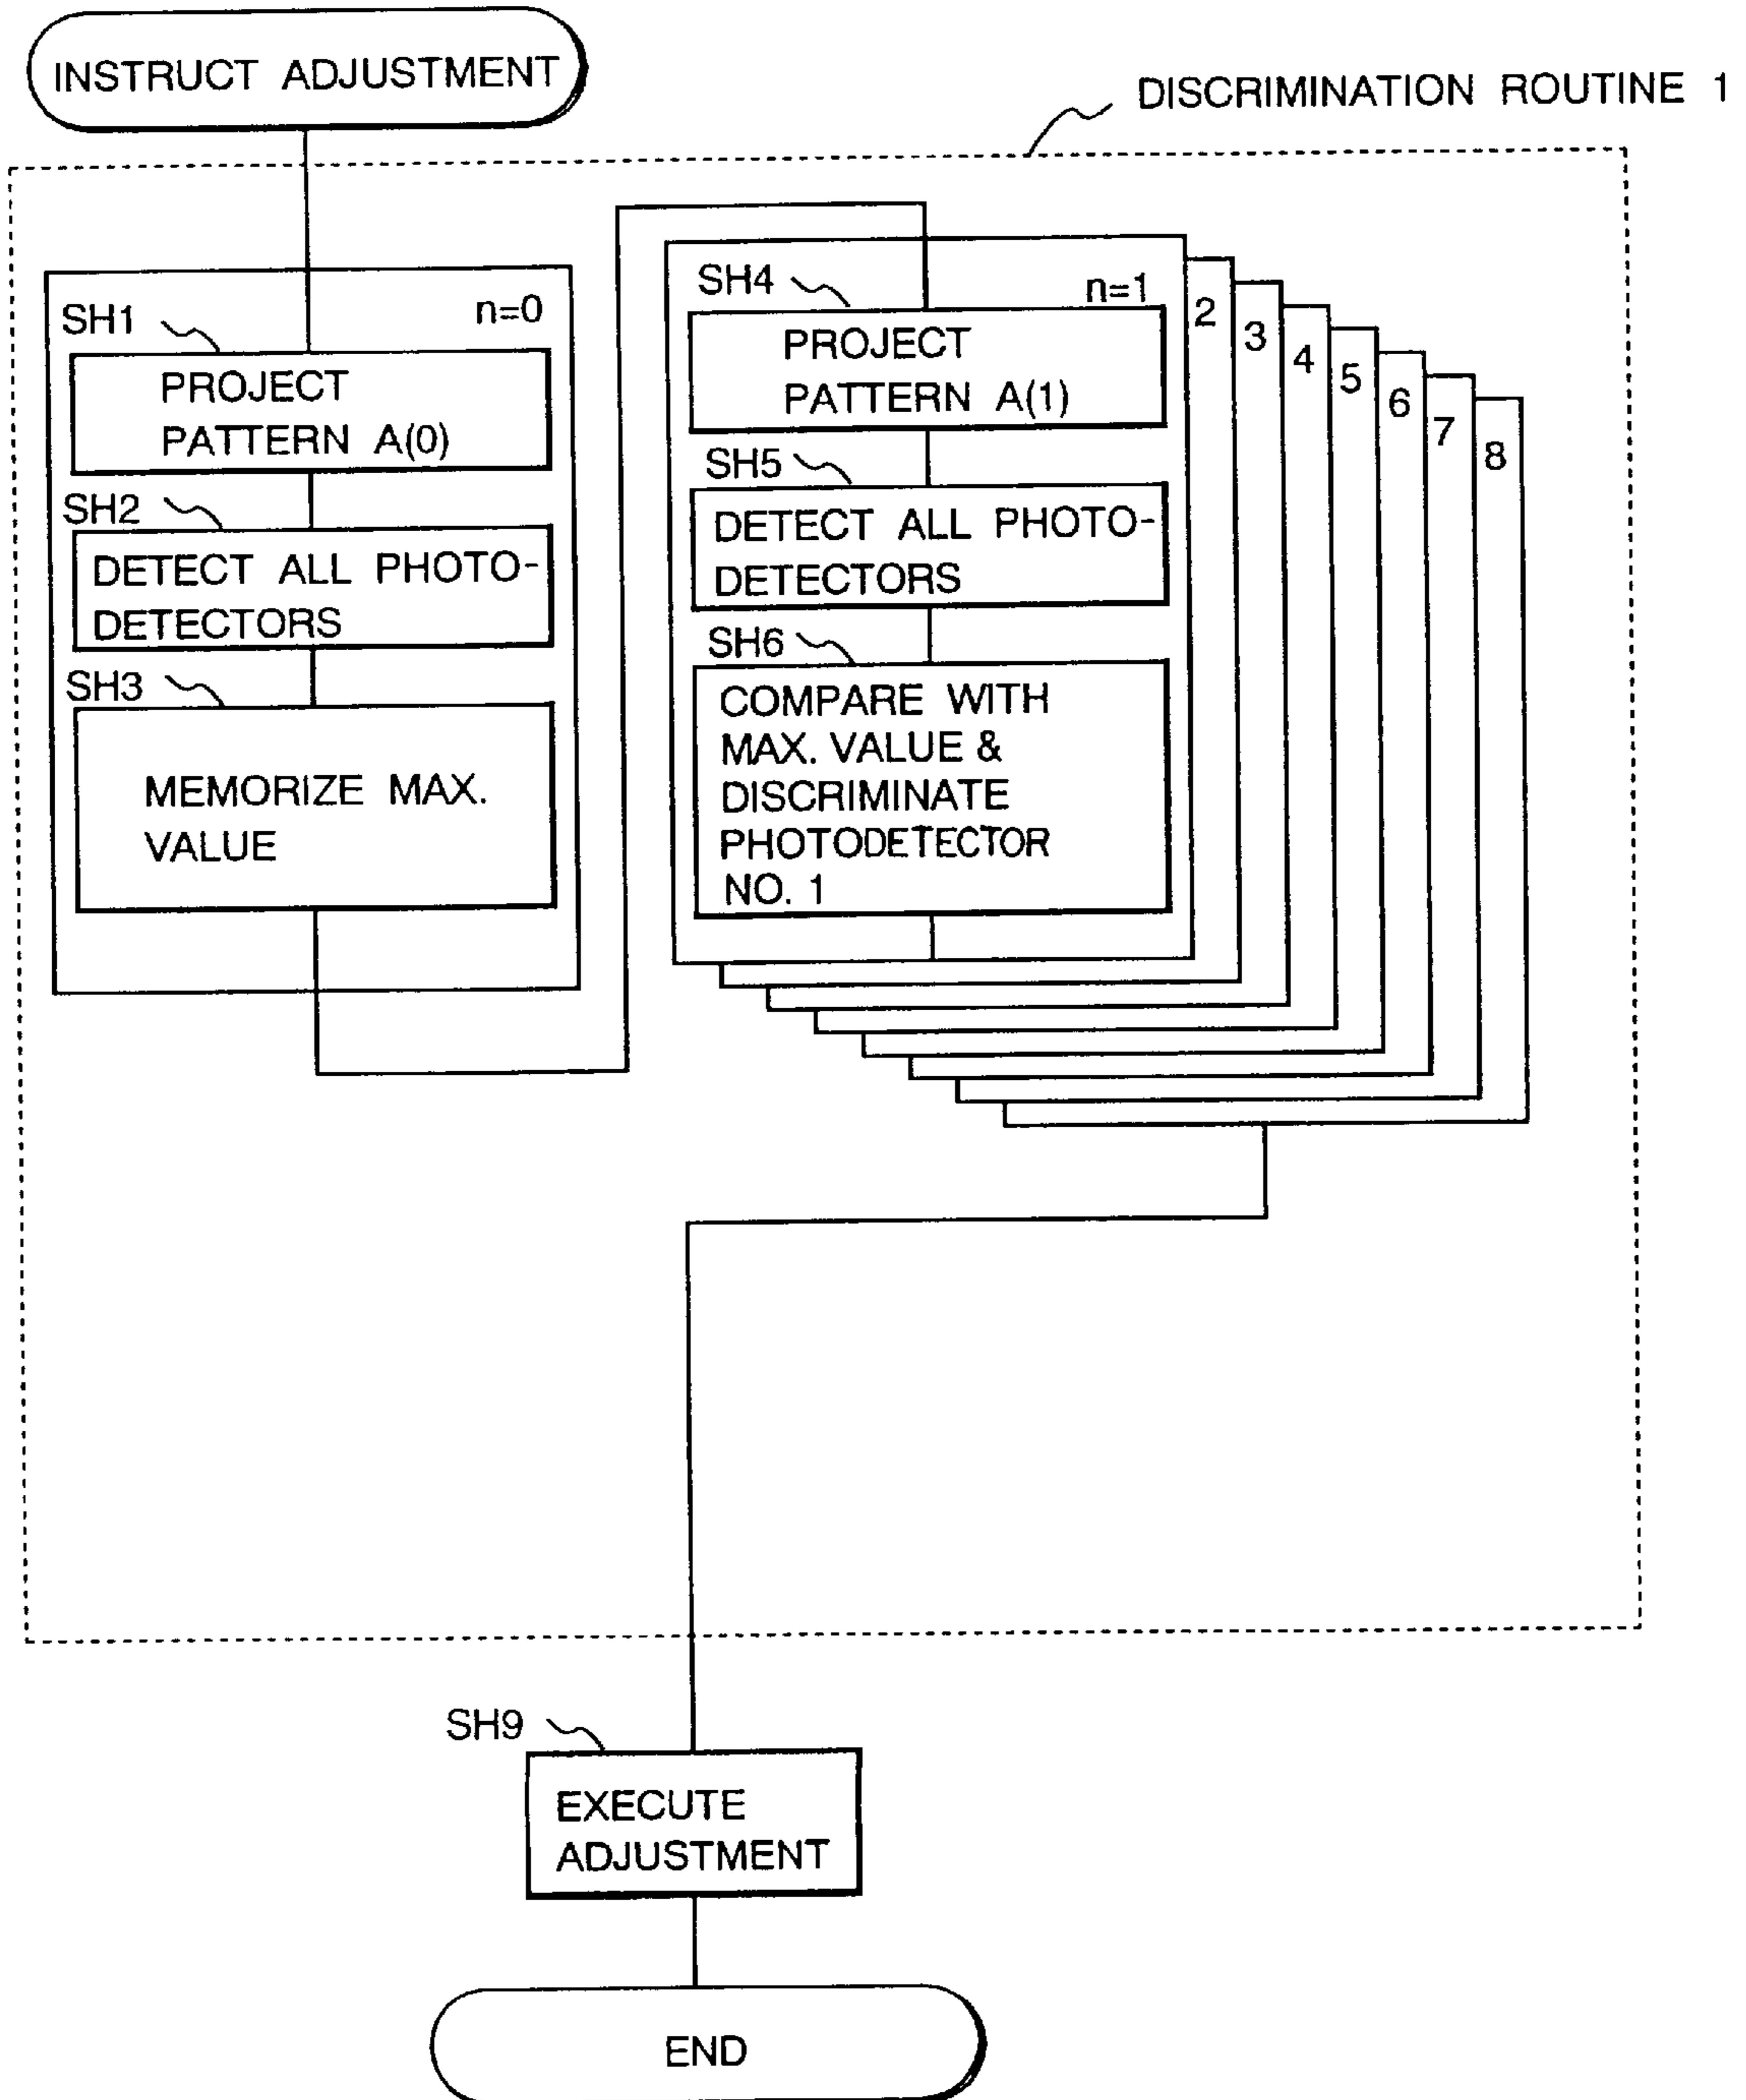 INSTRUCT ADJUSTMENT
DISCRIMINATION ROUTINE 1
SH1
n=0
PROJECT
PATTERN A(0)
SH2
DETECT ALL PHOTO-
DETECTORS
SH3
MEMORIZE MAX.
VALUE
SH4
n=1
PROJECT
PATTERN A(1)
SH5
DETECT ALL PHOTO-
DETECTORS
SH6
COMPARE WITH
MAX. VALUE &
DISCRIMINATE
PHOTODETECTOR
NO. 1
2
3
4
5
6
7
8
SH9
EXECUTE
ADJUSTMENT
END